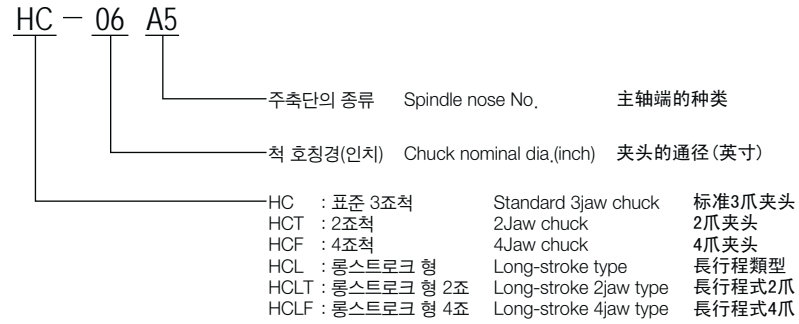 HC － 06 A5
주축단의 종류 Spindle nose No. 主轴端的种类
척 호칭경(인치) Chuck nominal dia.(inch) 夹头的通径(英寸)
HC : 표준 3죠척 Standard 3jaw chuck 标准3爪夹头
HCT : 2죠척 2Jaw chuck 2爪夹头
HCF : 4죠척 4Jaw chuck 4爪夹头
HCL : 롱스트로크 형 Long-stroke type 長行程類型
HCLT : 롱스트로크 형 2죠 Long-stroke 2jaw type 長行程式2爪
HCLF : 롱스트로크 형 4죠 Long-stroke 4jaw type 長行程式4爪